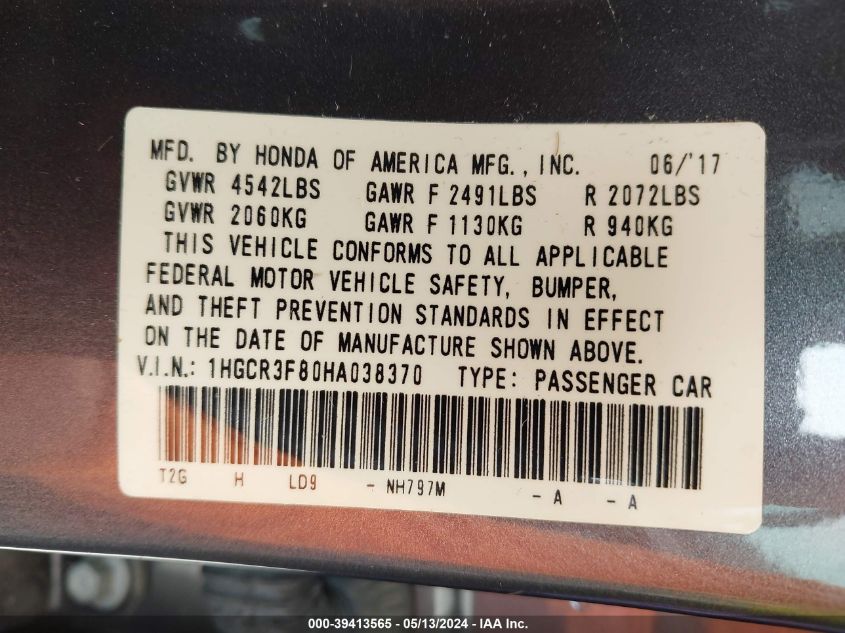 MFD. BY HONDA OF AMERICA MFG., INC. 06/'17
GVWR 4542LBS GAWR F 2491LBS R 2072LBS
GVWR 2060KG GAWR F 1130KG R 940KG
THIS VEHICLE CONFORMS TO ALL APPLICABLE
FEDERAL MOTOR VEHICLE SAFETY, BUMPER,
AND THEFT PREVENTION STANDARDS IN EFFECT
ON THE DATE OF MANUFACTURE SHOWN ABOVE.
V.I.N.: 1HGCR3F80HA038370 TYPE: PASSENGER CAR
T2G H LD9 - NH797M - A - A
000-39413565 / 05/13/2024 - IAA Inc.